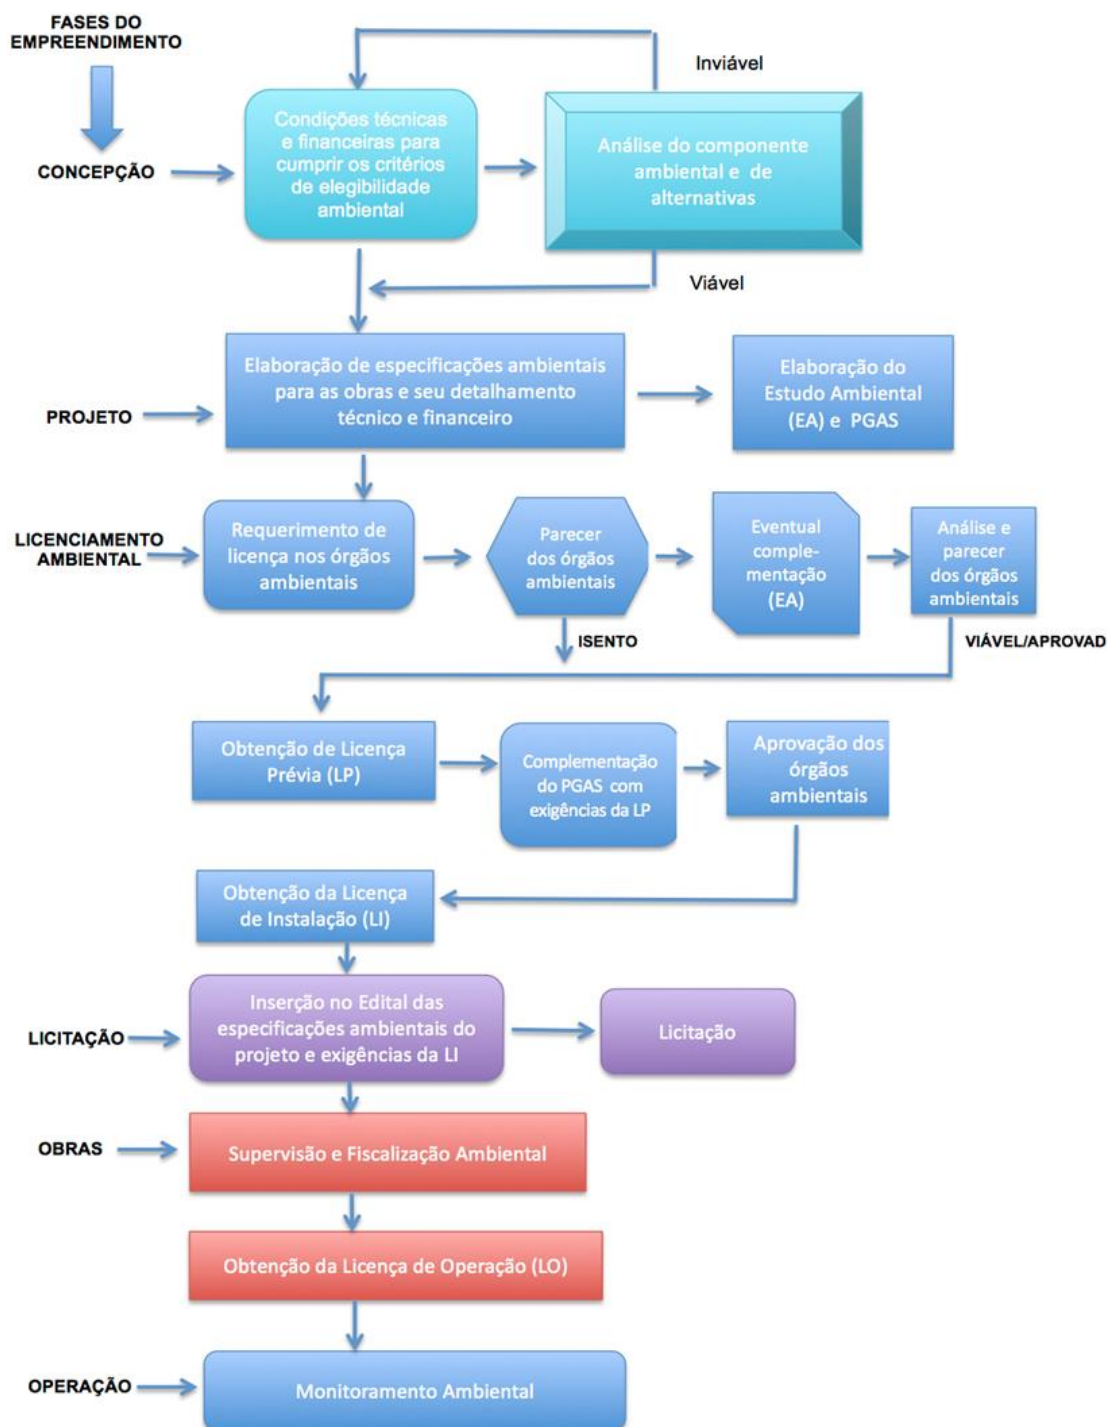 FASES DO
EMPREENDIMENTO
Inviável
Condições técnicas
e financeiras para
cumprir os critérios
de elegibilidade
ambiental
Análise do componente
ambiental e de
alternativas
CONCEPÇÃO
Viável
Elaboração de especificações ambientais
para as obras e seu detalhamento
técnico e financeiro
Elaboração do
Estudo Ambiental
(EA) e PGAS
PROJETO
LICENCIAMENTO
AMBIENTAL
Requerimento de
licença nos órgãos
ambientais
Parecer
dos órgãos
ambientais
Eventual
comple-
mentação
(EA)
Análise e
parecer
dos órgãos
ambientais
ISENTO
VIÁVEL/APROVAD
Obtenção de Licença
Prévia (LP)
Complementação
do PGAS com
exigências da LP
Aprovação dos
órgãos
ambientais
Obtenção da Licença
de Instalação (LI)
LICITAÇÃO
Inserção no Edital das
especificações ambientais do
projeto e exigências da LI
Licitação
OBRAS
Supervisão e Fiscalização Ambiental
Obtenção da Licença de Operação (LO)
OPERAÇÃO
Monitoramento Ambiental